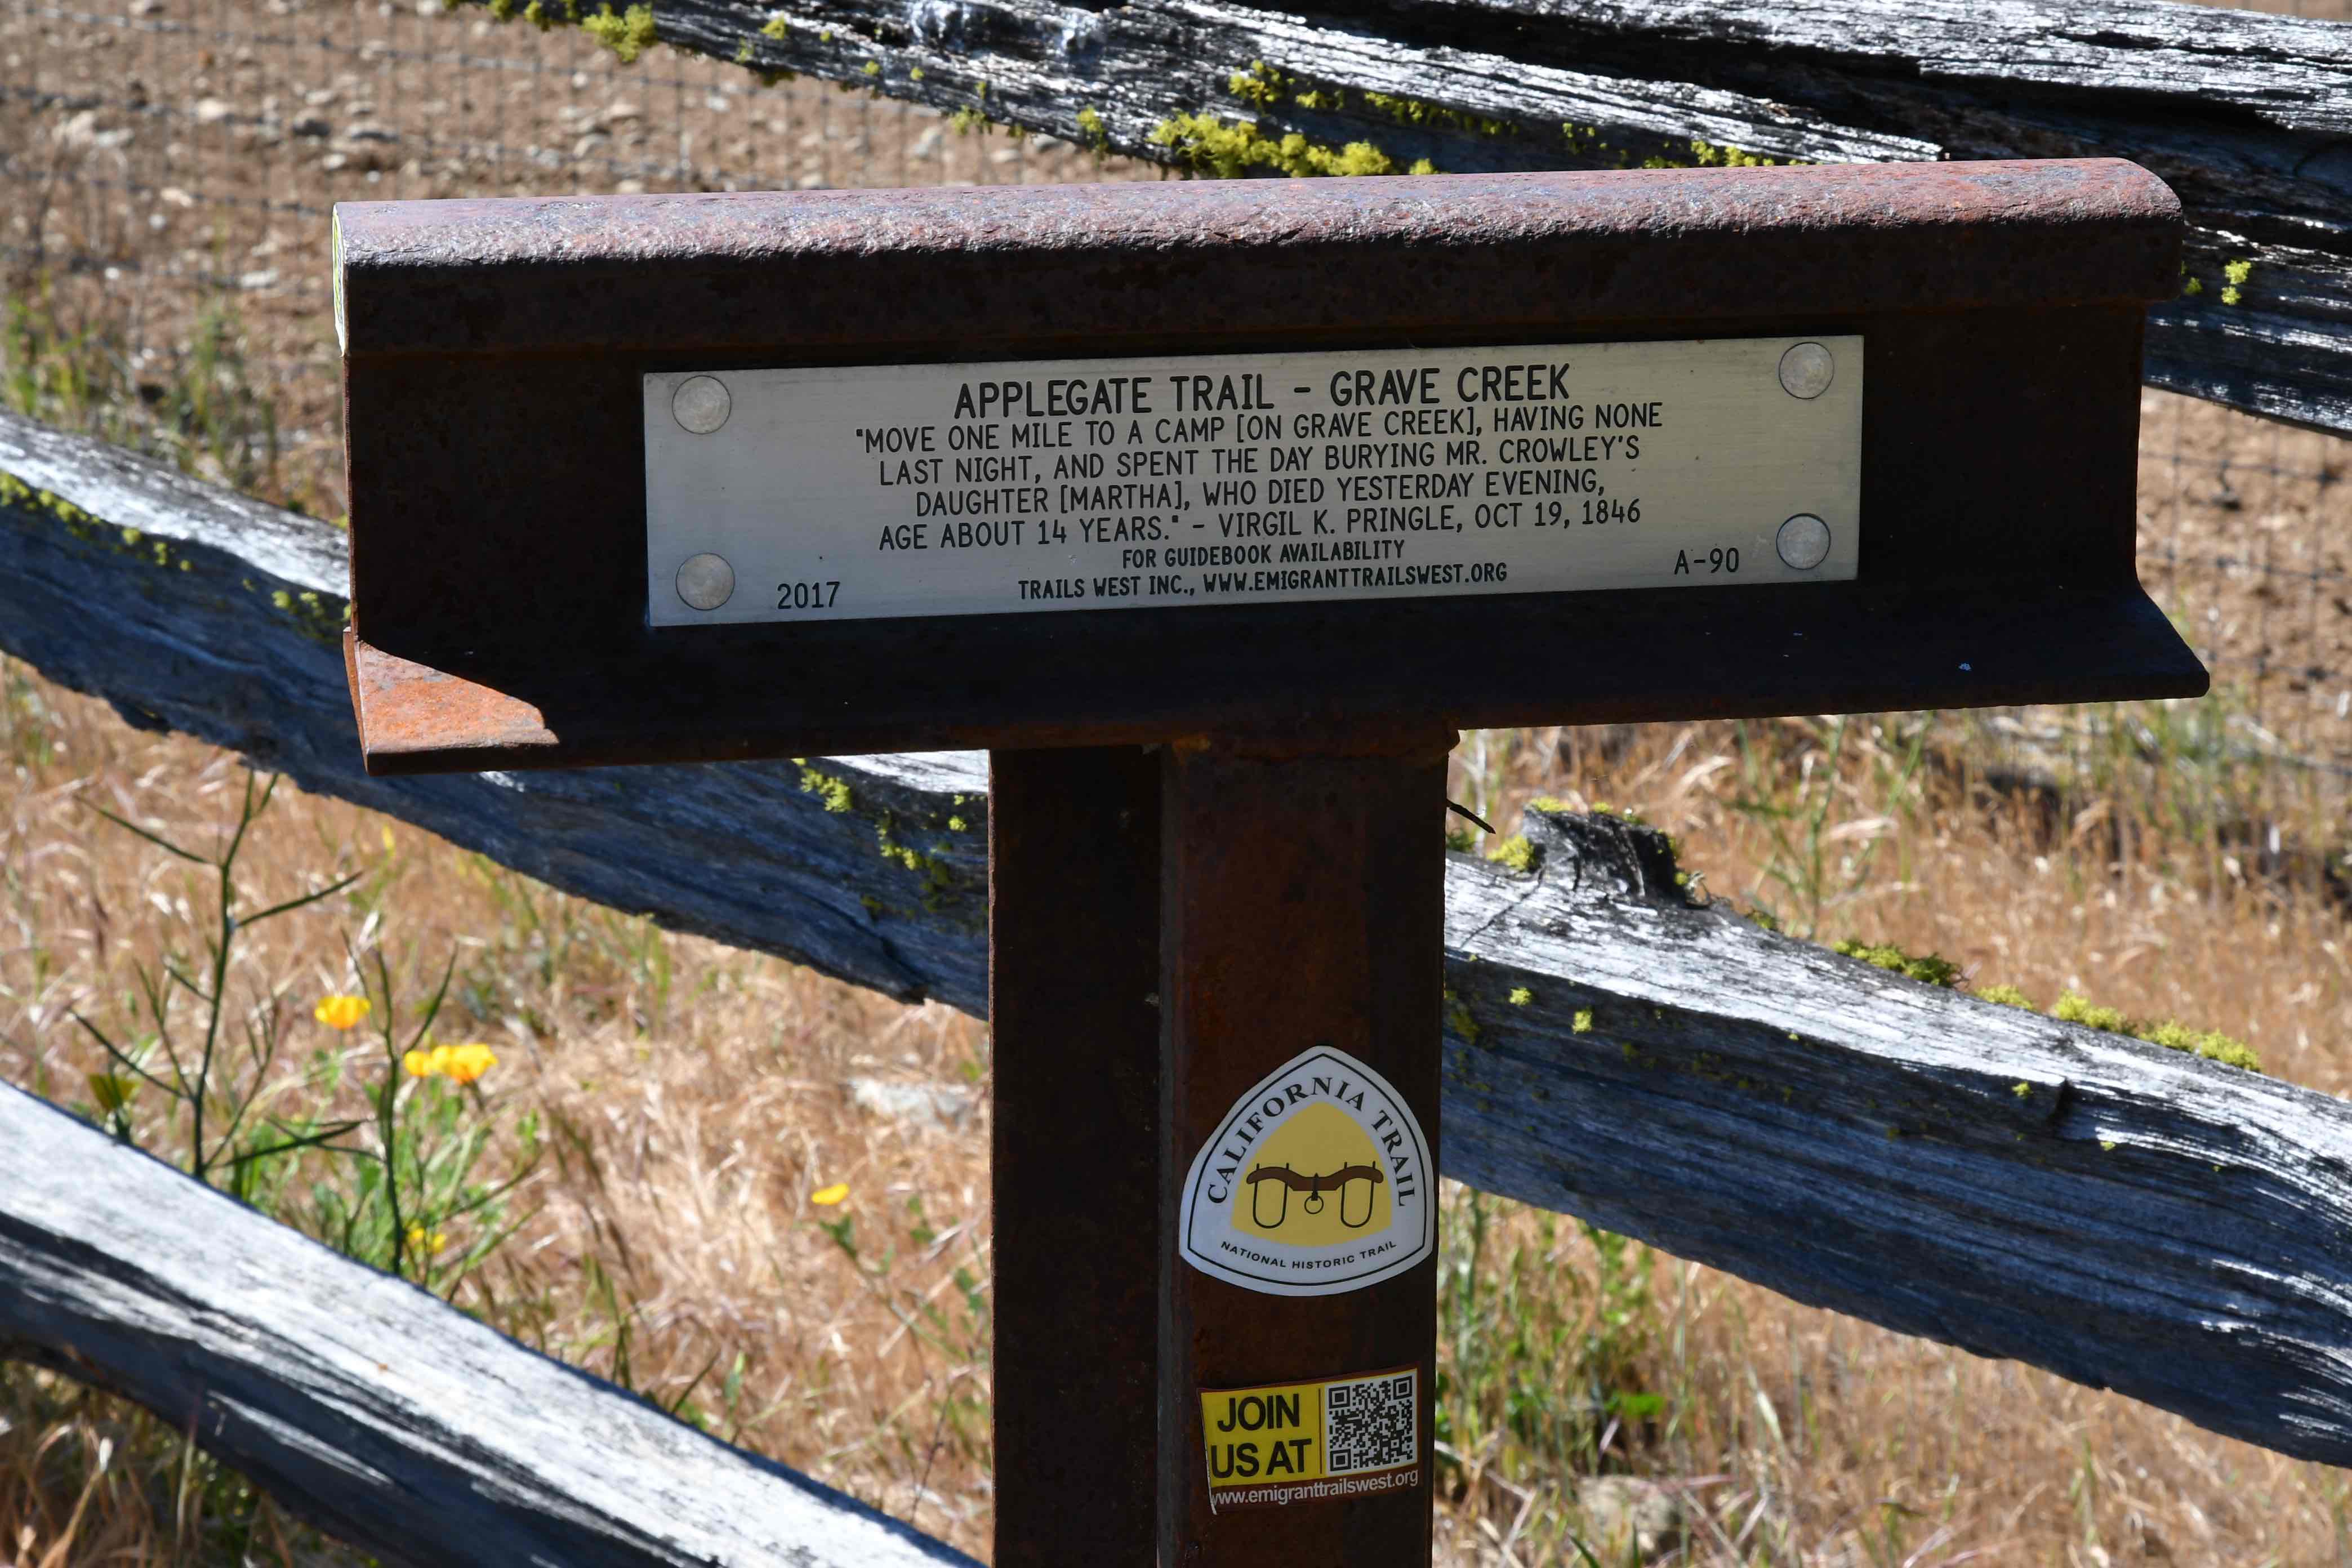 APPLEGATE TRAIL - GRAVE CREEK
"MOVE ONE MILE TO A CAMP [ON GRAVE CREEK], HAVING NONE
LAST NIGHT, AND SPENT THE DAY BURYING MR. CROWLEY'S
DAUGHTER [MARTHA], WHO DIED YESTERDAY EVENING,
AGE ABOUT 14 YEARS." - VIRGIL K. PRINGLE, OCT 19, 1846
FOR GUIDEBOOK AVAILABILITY
TRAILS WEST INC., WWW.EMIGRANTTRAILSWEST.ORG
2017
A-90
CALIFORNIA TRAIL
NATIONAL HISTORIC TRAIL
JOIN
US AT
www.emigranttrailswest.org